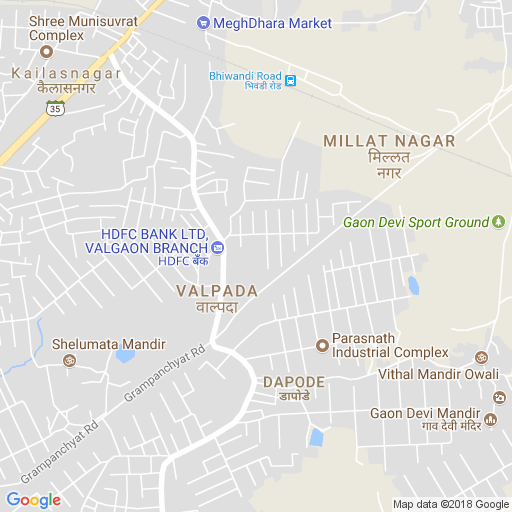 MeghDhara Market
Shree Munisuvrat
Complex
Kailasnagar
कैलासनगर
35
Bhiwandi Road
भिवंडी रोड
MILLAT NAGAR
मिल्लत
नगर
Gaon Devi Sport Ground
HDFC BANK LTD,
VALGAON BRANCH
HDFC बँक
VALPADA
वाल्पदा
Shelumata Mandir
Parasnath
Industrial Complex
Grampanchyat Rd
Vithal Mandir Owali
DAPODE
डापोडे
Gaon Devi Mandir
गाव देवी मंदिर
Grampanchyat Rd
Google
Map data ©2018 Google